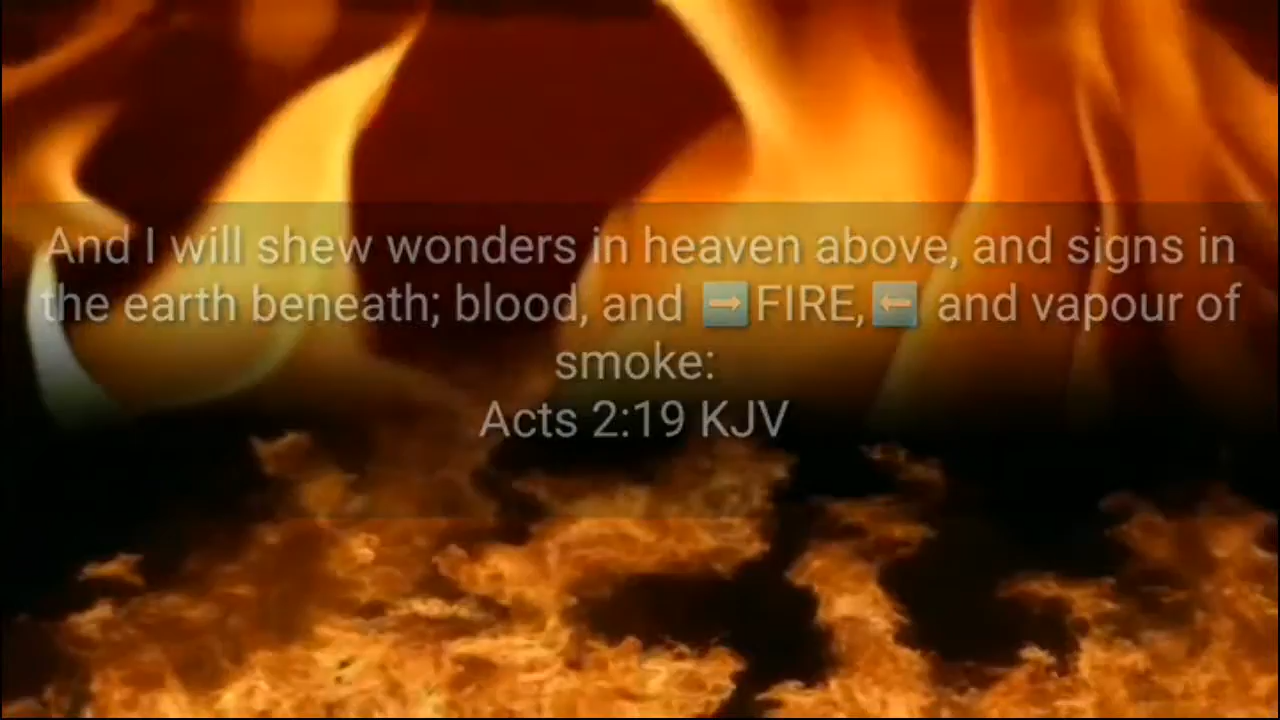 And I will shew wonders in heaven above, and signs in
the earth beneath; blood, and ➡️FIRE,⬅️ and vapour of
smoke:
Acts 2:19 KJV